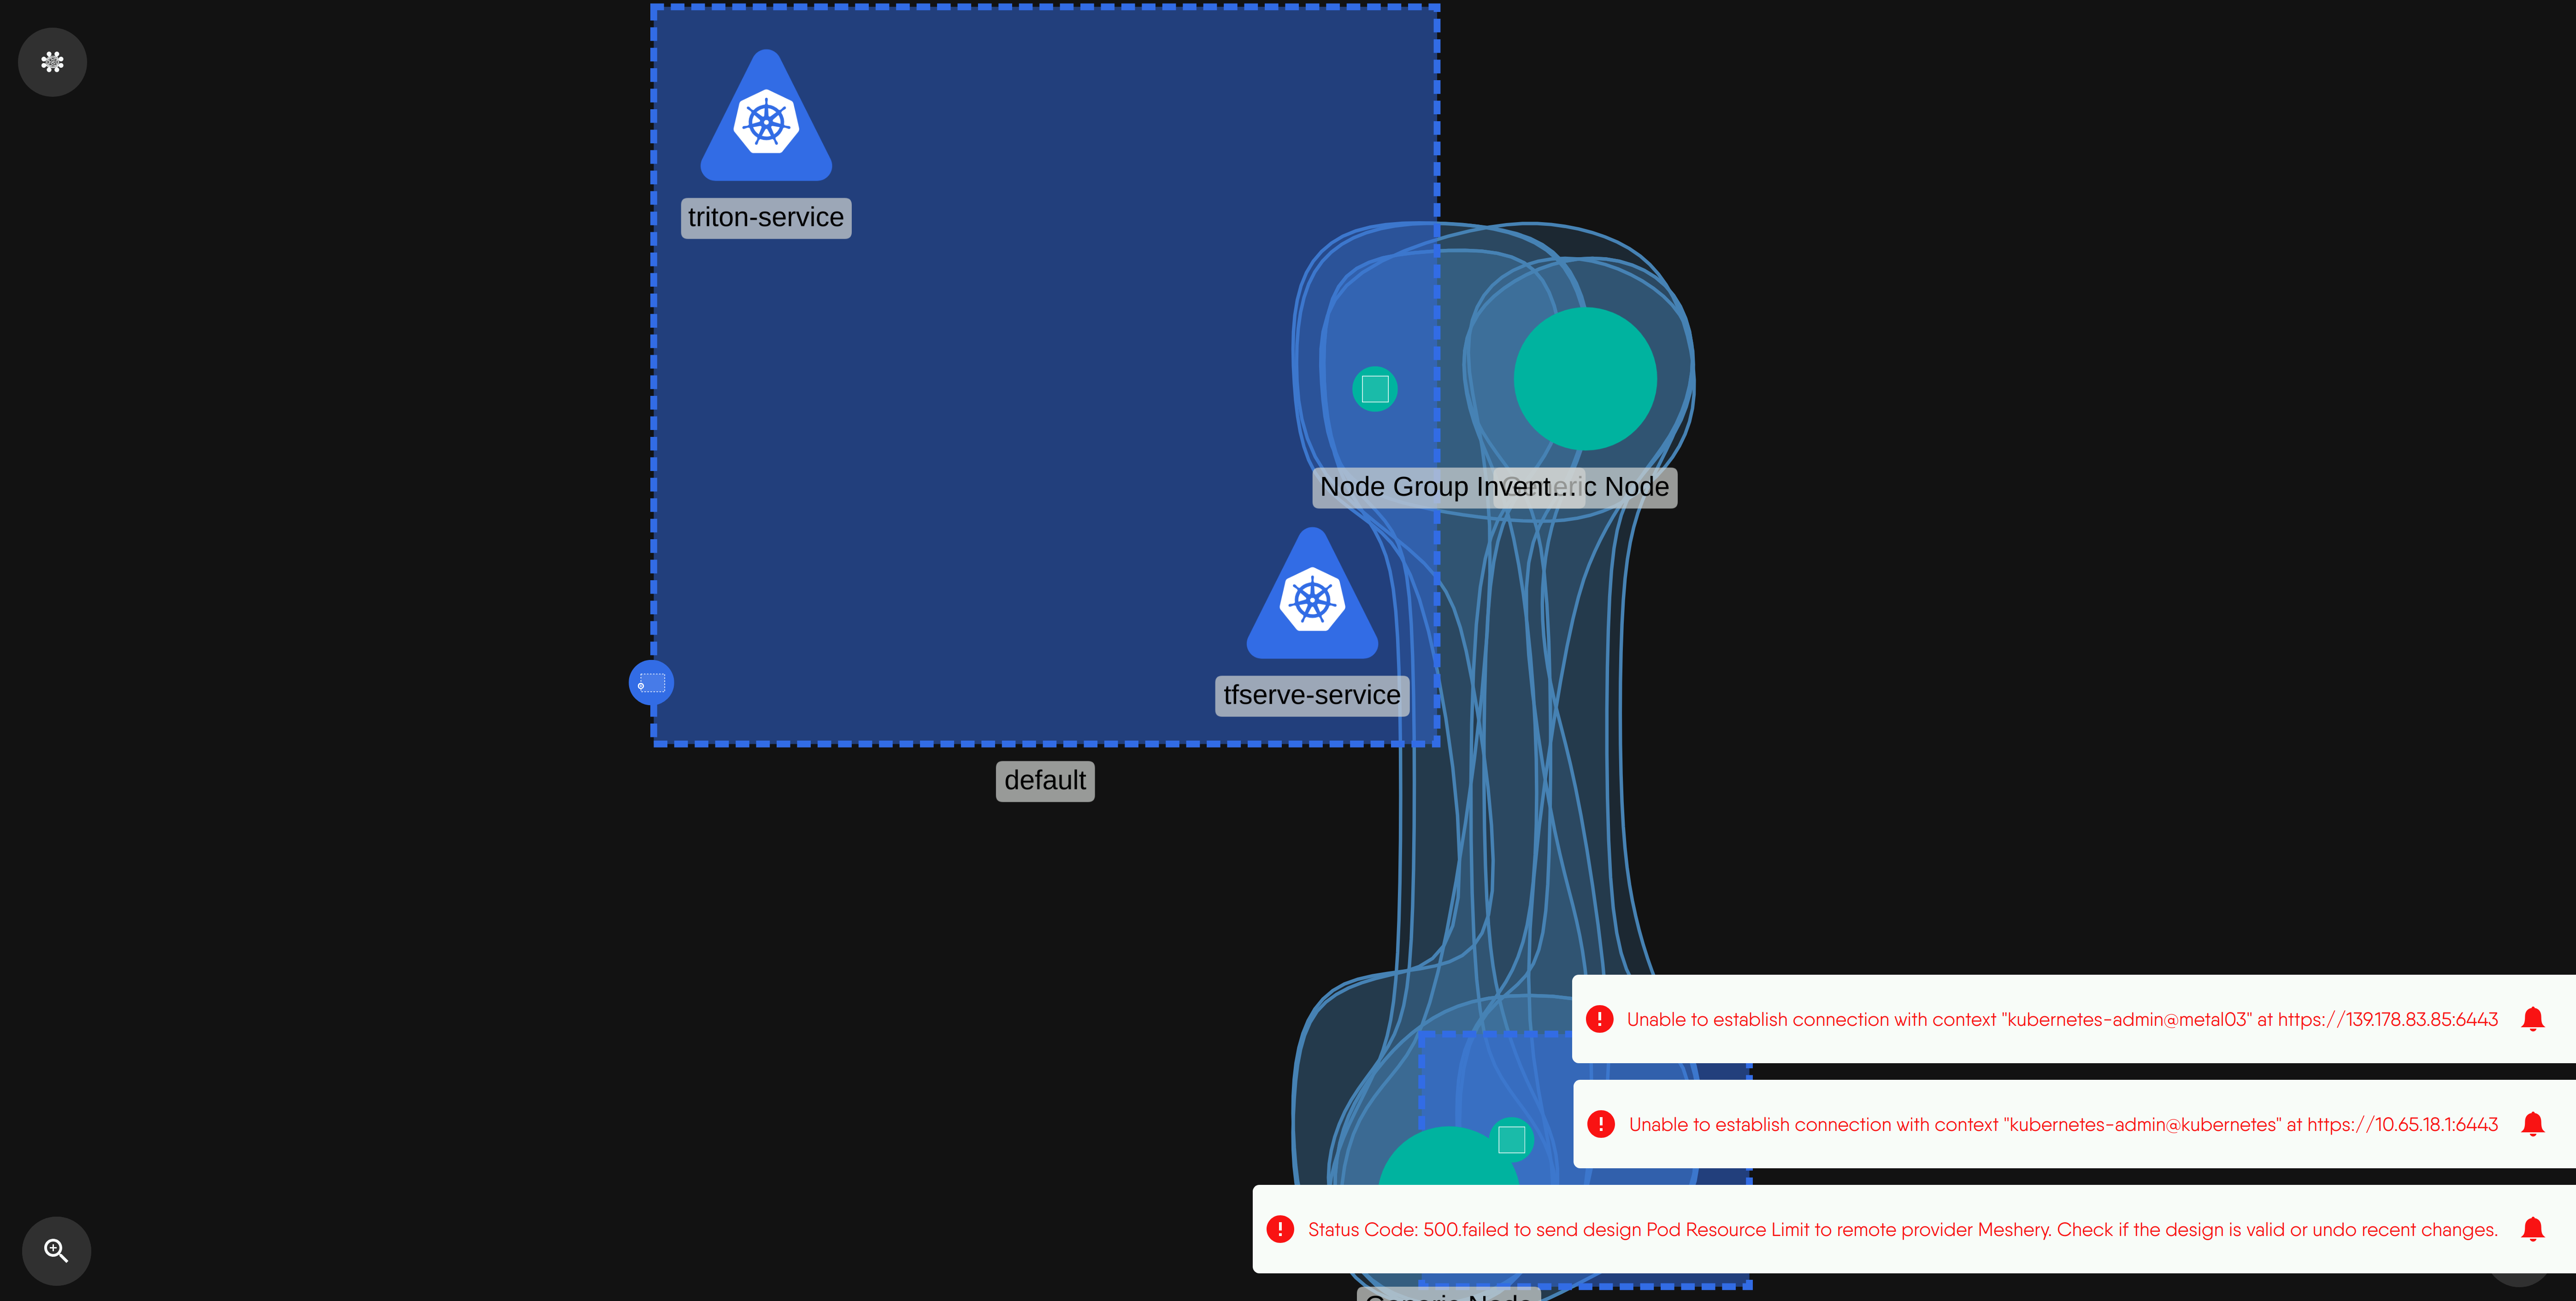 triton-service
Node Group Invent...
Generic Node
tfserve-service
default
Unable to establish connection with context "kubernetes-admin@metal03" at https://139.178.83.85:6443
Unable to establish connection with context "kubernetes-admin@kubernetes" at https://10.65.18.1:6443
Status Code: 500.failed to send design Pod Resource Limit to remote provider Meshery. Check if the design is valid or undo recent changes.
Generic Node